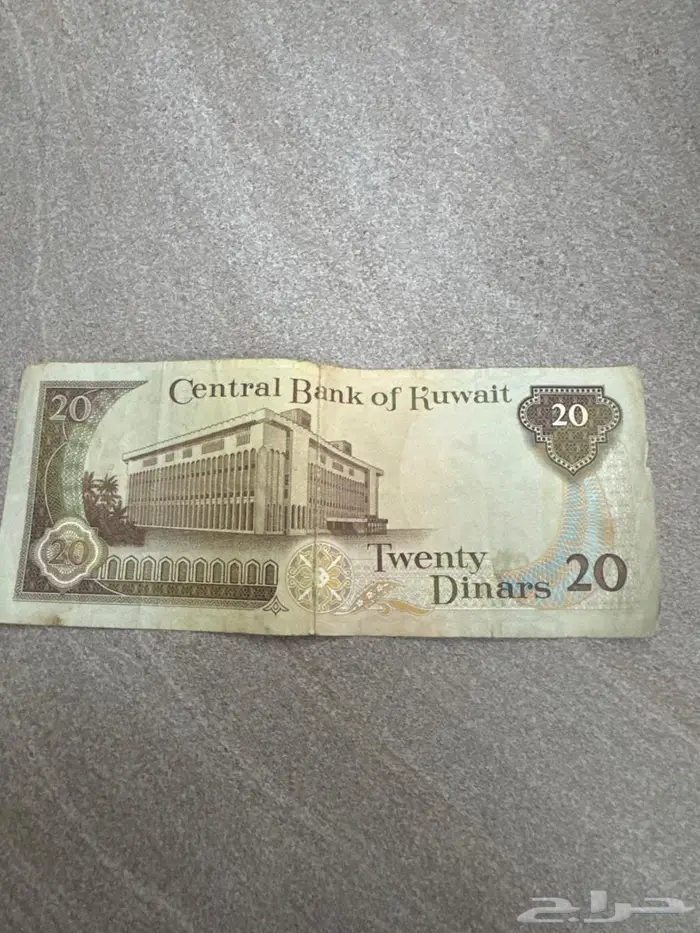 20
Central Bank of Kuwait
20
20
Twenty
Dinars 20
حراج